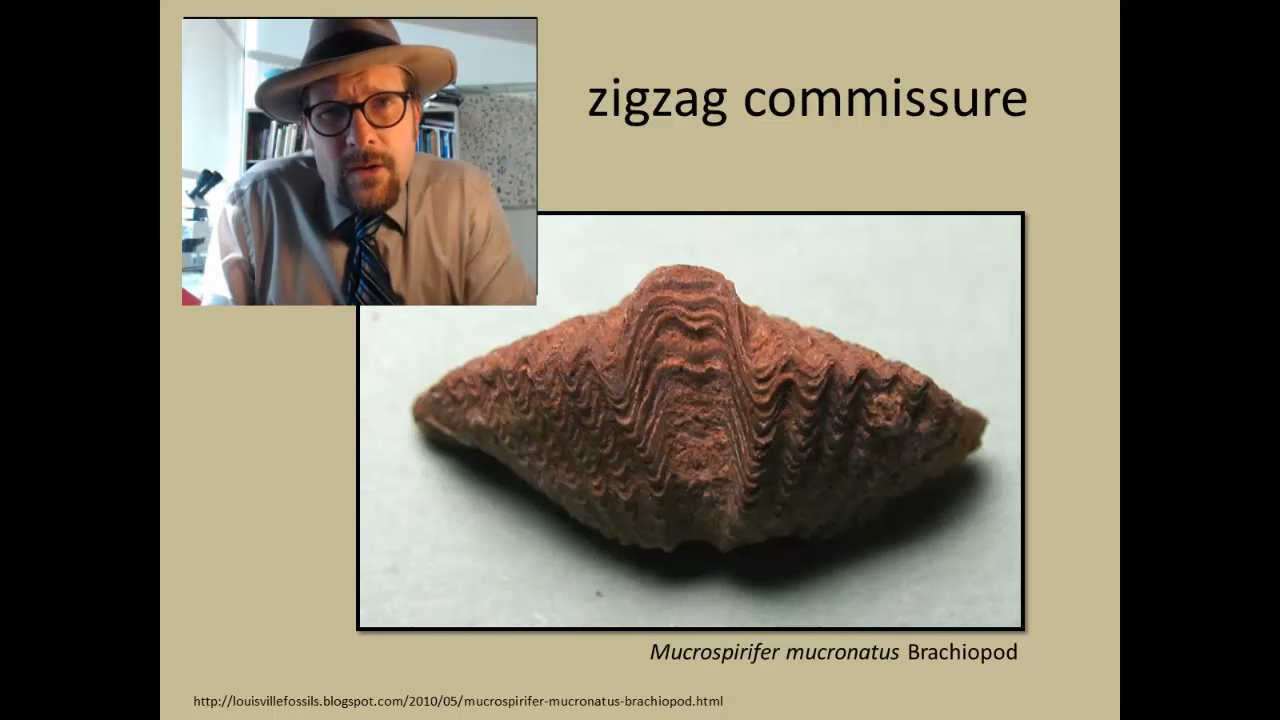 zigzag commissure
Mucrospirifer mucronatus Brachiopod
http://louisvillefossils.blogspot.com/2010/05/mucrospirifer-mucronatus-brachiopod.html